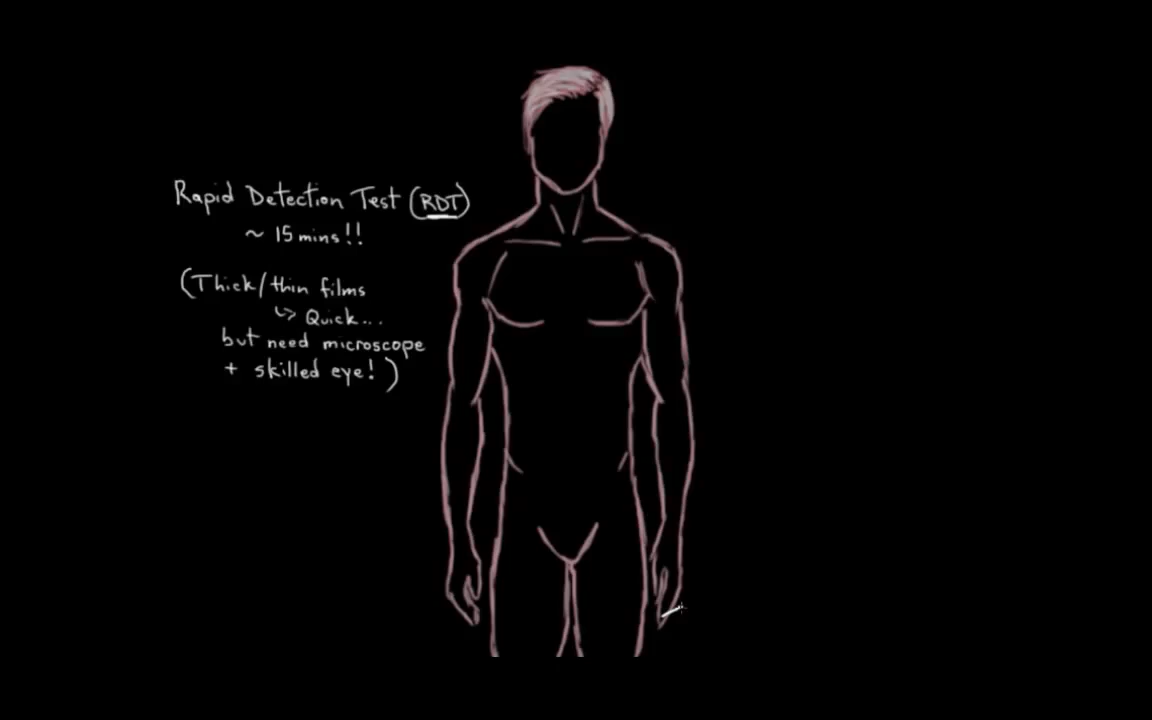 Rapid Detection Test (RDT)
~ 15 mins!!
(Thick/thin films
↳ Quick...
but need microscope
+ skilled eye!)